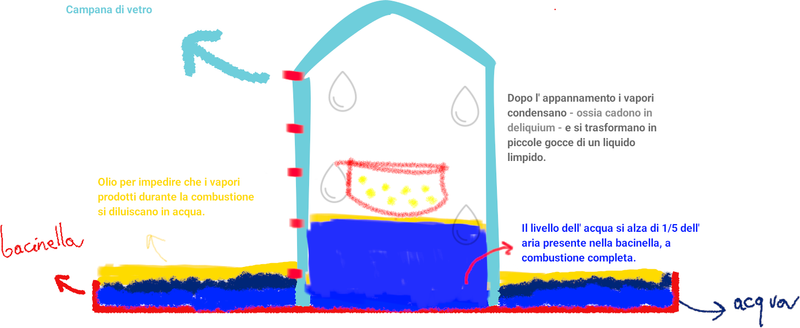 Campana di vetro
Dopo l' appannamento i vapori
condensano - ossia cadono in
deliquium - e si trasformano in
piccole gocce di un liquido
limpido.
Olio per impedire che i vapori
prodotti durante la combustione
si diluiscano in acqua.
Il livello dell' acqua si alza di 1/5 dell'
aria presente nella bacinella, a
combustione completa.
bacinella
acqua